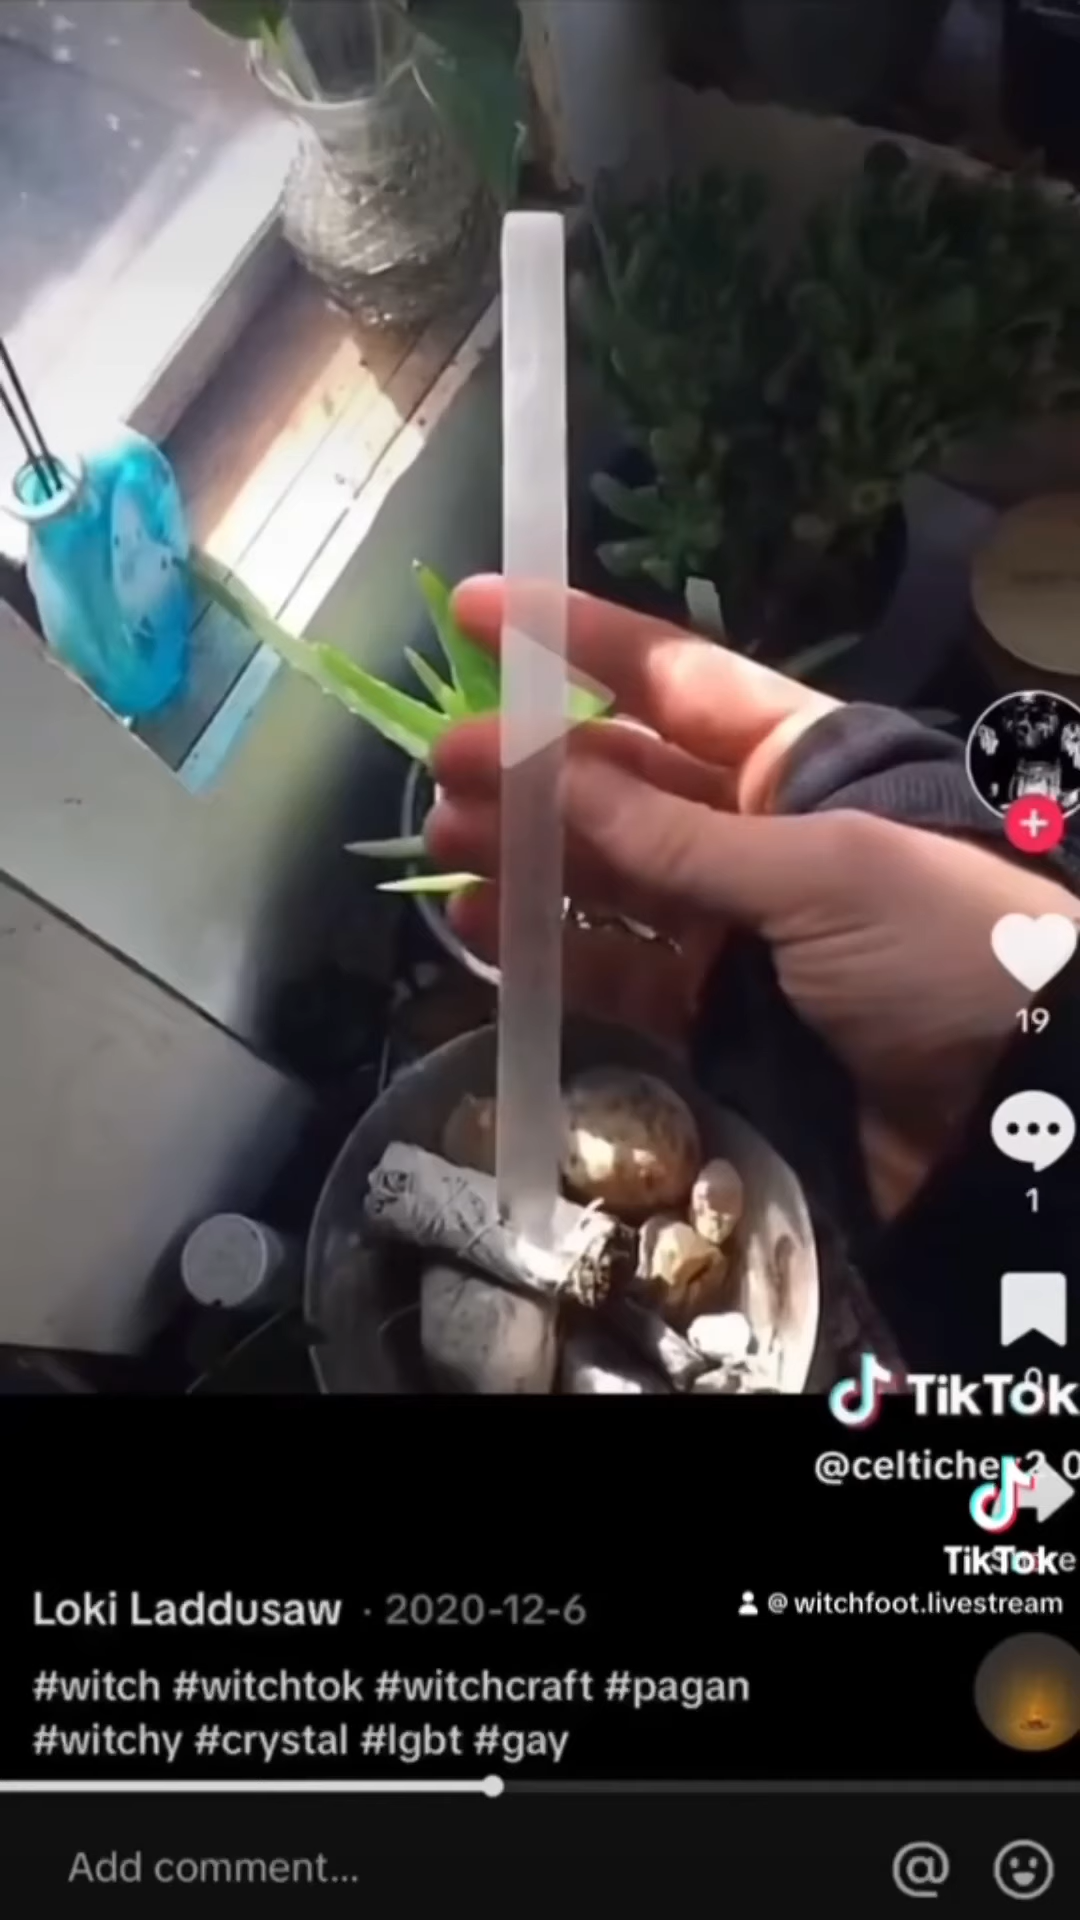 19
1
TikTok
TikTok
Loki Laddusaw · 2020-12-6
@witchfoot.livestream
#witch #witchtok #witchcraft #pagan
#witchy #crystal #lgbt #gay
Add comment...